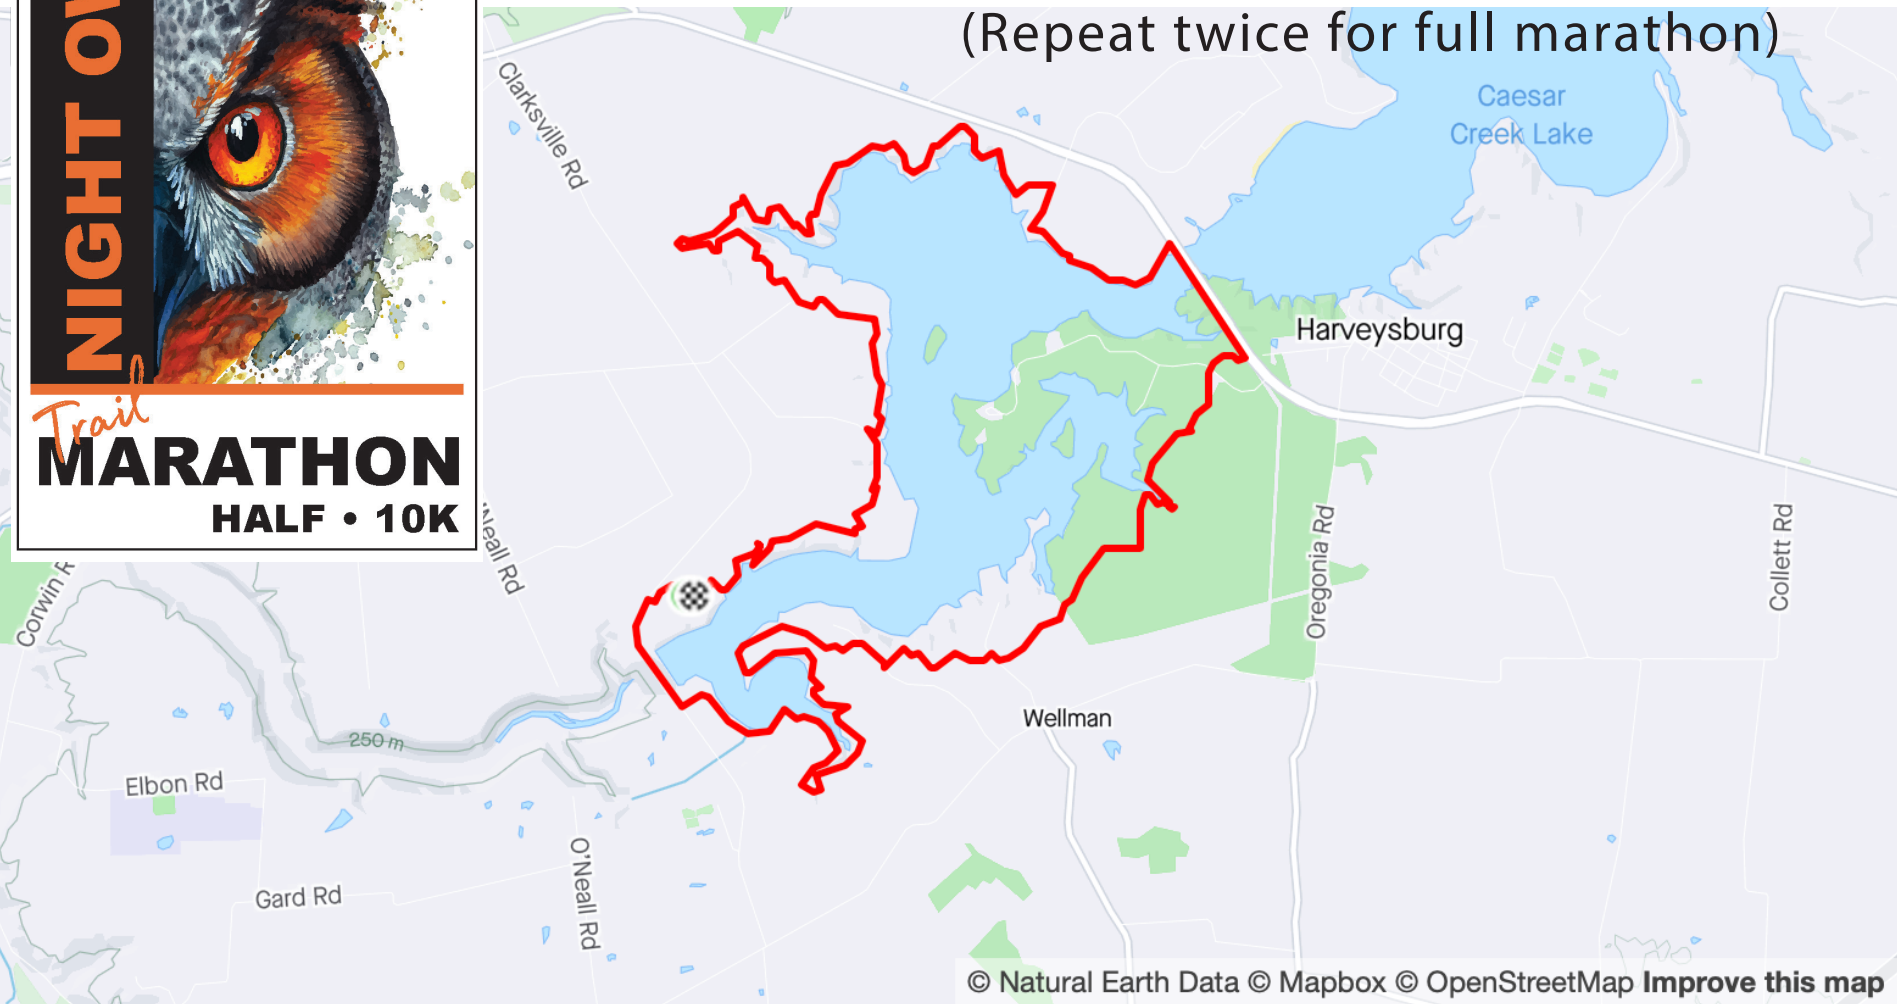 NIGHT OW
Trail
MARATHON
HALF • 10K
(Repeat twice for full marathon)
Clarksville Rd
Caesar
Creek Lake
Harveysburg
'Neall Rd
Corwin R
Oregonia Rd
Collett Rd
Wellman
250 m
Elbon Rd
O'Neall Rd
Gard Rd
© Natural Earth Data © Mapbox © OpenStreetMap Improve this map